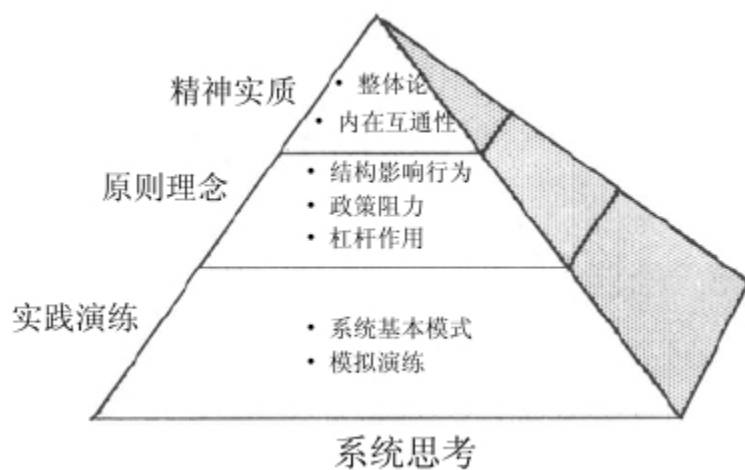 精神实质
• 整体论
• 内在互通性
原则理念
• 结构影响行为
• 政策阻力
• 杠杆作用
实践演练
• 系统基本模式
• 模拟演练
系统思考